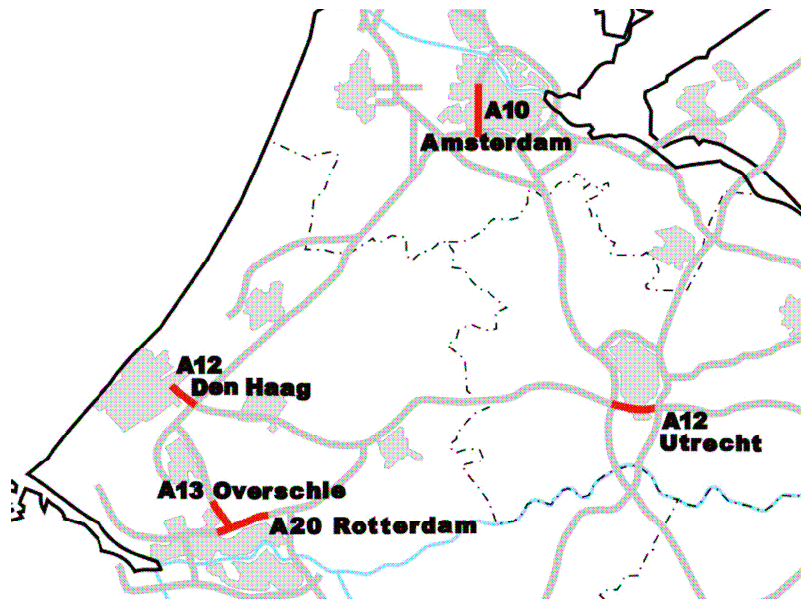 A10
Amsterdam
A12
Den Haag
A12
Utrecht
A13 Overschie
A20 Rotterdam